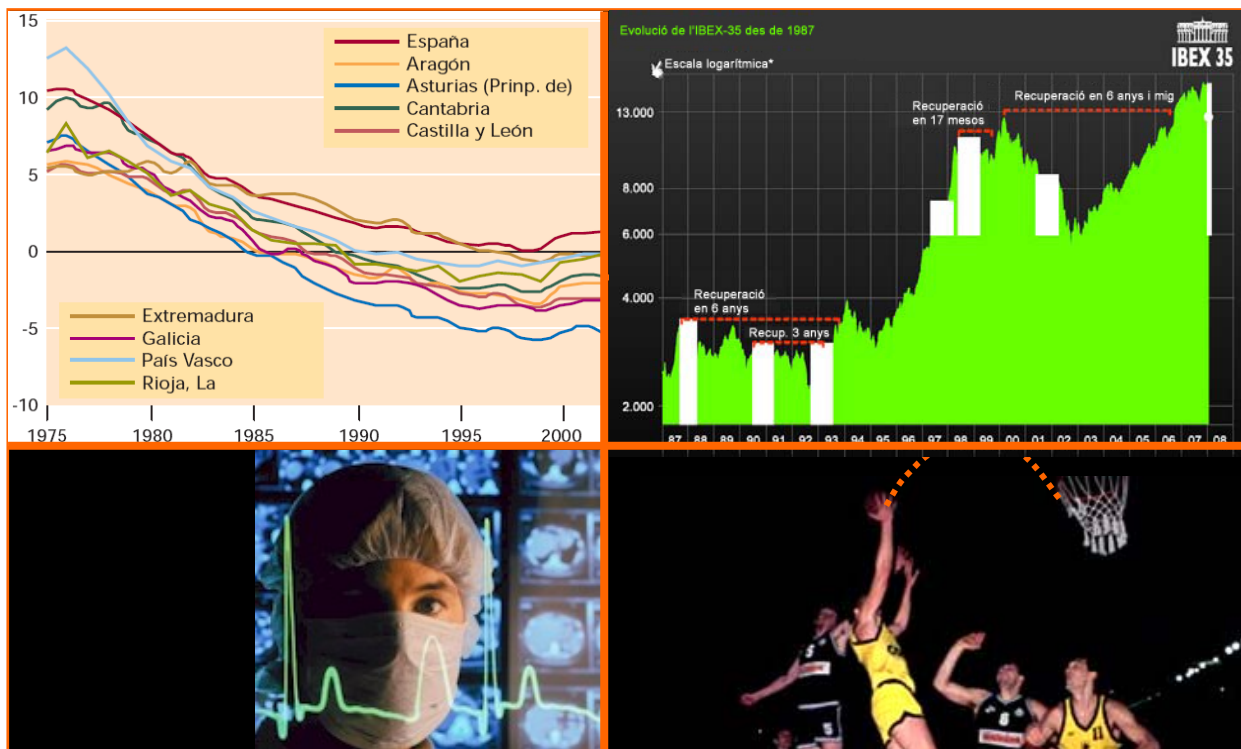 15
10
5
0
-5
-10
1975
1980
1985
1990
1995
2000
España
Aragón
Asturias (Prinp. de)
Cantabria
Castilla y León
Extremadura
Galicia
País Vasco
Rioja, La
Evolució de l'IBEX-35 des de 1987
IBEX 35
Escala logarítmica*
Recuperació en 6 anys i mig
Recuperació
en 17 mesos
13.000
8.000
6.000
4.000
2.000
Recuperació
en 6 anys
Recup. 3 anys
87 88 89 90 91 92 93 94 95 96 97 98 99 00 01 02 03 04 05 06 07 08
5
8
11